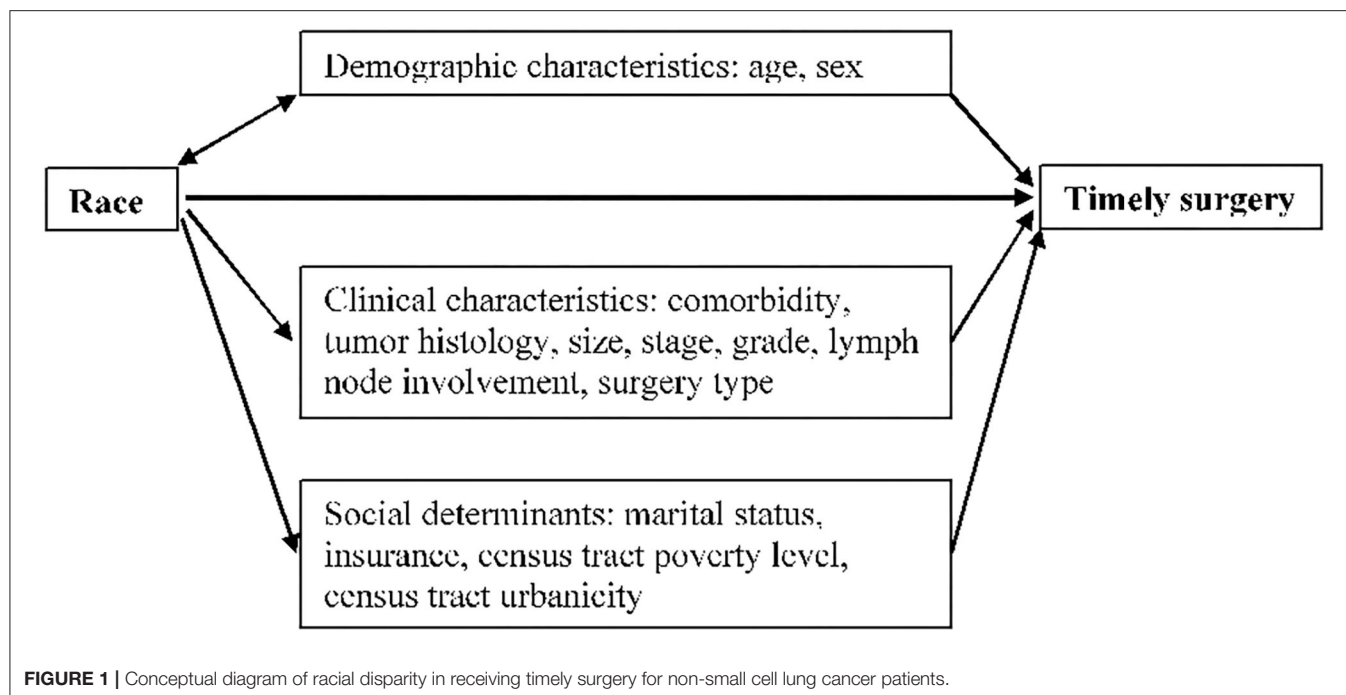 Demographic characteristics: age, sex
Race
Timely surgery
Clinical characteristics: comorbidity,
tumor histology, size, stage, grade, lymph
node involvement, surgery type
Social determinants: marital status,
insurance, census tract poverty level,
census tract urbanicity
FIGURE 1 | Conceptual diagram of racial disparity in receiving timely surgery for non-small cell lung cancer patients.